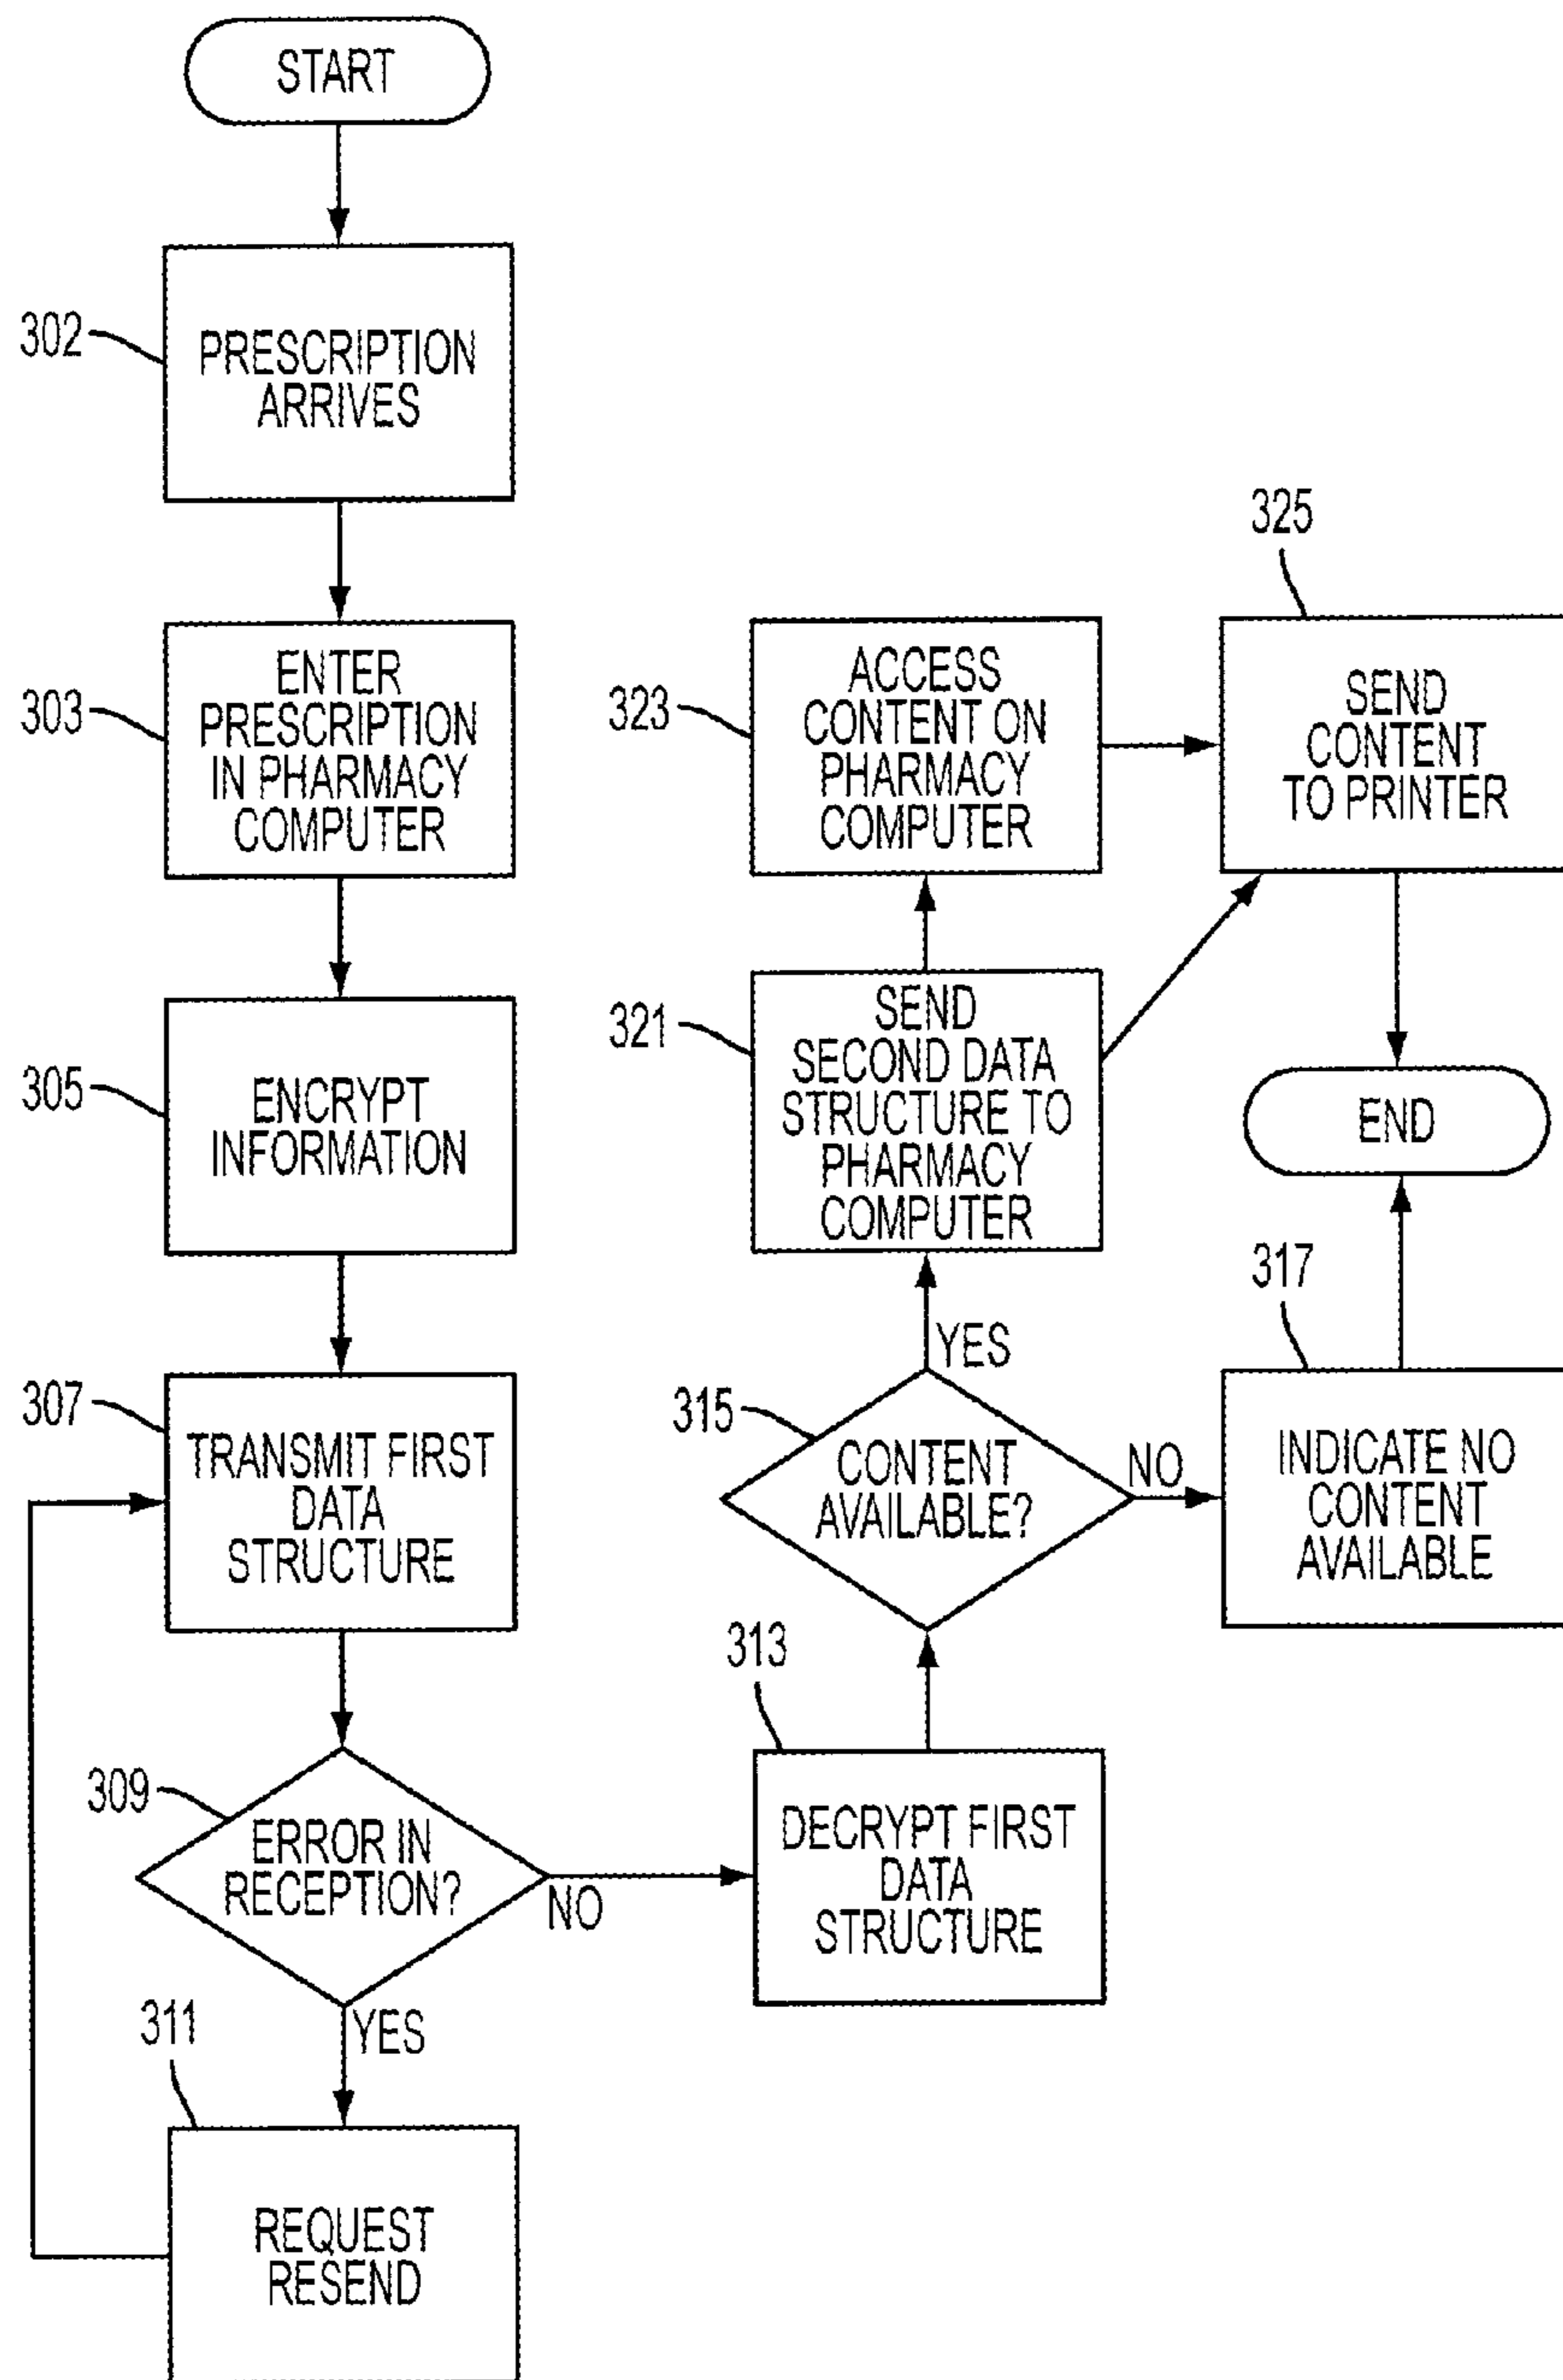 START
302
PRESCRIPTION
ARRIVES
303
ENTER
PRESCRIPTION
IN PHARMACY
COMPUTER
305
ENCRYPT
INFORMATION
307
TRANSMIT FIRST
DATA
STRUCTURE
309
ERROR IN
RECEPTION?
NO
YES
311
REQUEST
RESEND
313
DECRYPT FIRST
DATA
STRUCTURE
315
CONTENT
AVAILABLE?
YES
NO
317
INDICATE NO
CONTENT
AVAILABLE
321
SEND
SECOND DATA
STRUCTURE TO
PHARMACY
COMPUTER
323
ACCESS
CONTENT ON
PHARMACY
COMPUTER
325
SEND
CONTENT
TO PRINTER
END